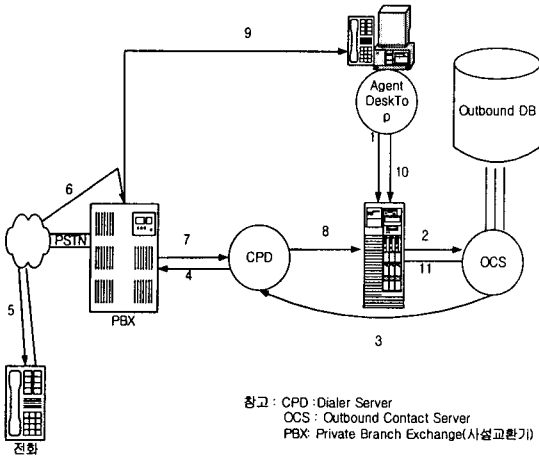 9
Agent
DeskTo
p
Outbound DB
1
10
6
PSTN
7
4
CPD
8
2
11
OCS
5
PBX
3
전화
참고 : CPD :Dialer Server
OCS : Outbound Contact Server
PBX: Private Branch Exchange(사설교환기)